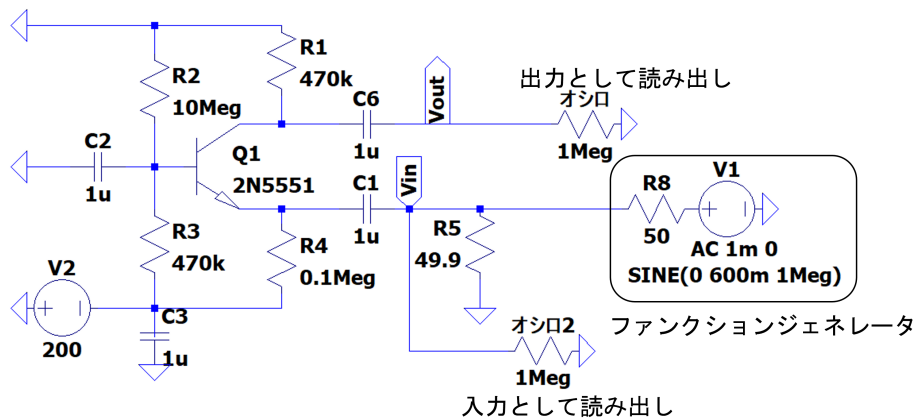 R1
470k
R2
10Meg
C6
1u
Vout
出力として読み出し
オシロ
1Meg
C2
1u
Q1
2N5551
C1
1u
Vin
R8
50
V1
AC 1m 0
SINE(0 600m 1Meg)
R3
470k
R4
0.1Meg
R5
49.9
V2
200
C3
1u
ファンクションジェネレータ
オシロ2
1Meg
入力として読み出し